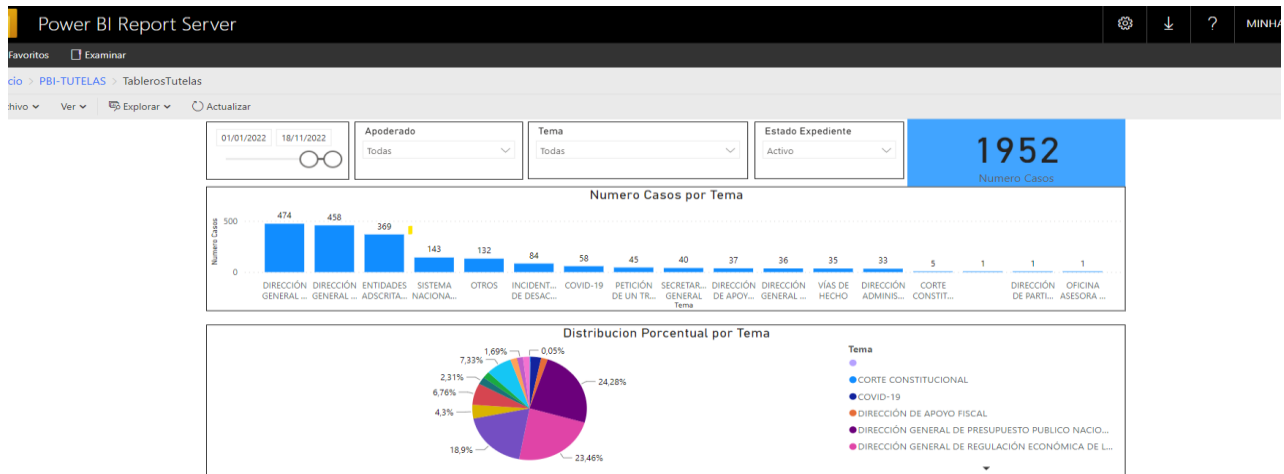 Power BI Report Server
MINHA
Favoritos Examinar
cio > PBI-TUTELAS > TablerosTutelas
hivo Ver Explorar Actualizar
01/01/2022 18/11/2022
Apoderado
Todas
Tema
Todas
Estado Expediente
Activo
1952
Numero Casos
Numero Casos por Tema
Numero Casos
500
0
474 458 369 143 132 84 58 45 40 37 36 35 33 5 1 1 1
DIRECCIÓN DIRECCIÓN ENTIDADES SISTEMA OTROS INCIDENT... COVID-19 PETICIÓN SECRETAR... DIRECCIÓN DIRECCIÓN VÍAS DE DIRECCIÓN CORTE DIRECCIÓN OFICINA
GENERAL ... GENERAL ... ADSCRITA... NACIONA... DE DESAC... DE UN TR... GENERAL DE APOY... GENERAL ... HECHO ADMINIS... CONSTIT... DE PARTI... ASESORA ...
Tema
Distribucion Porcentual por Tema
1,69% 0,05%
7,33%
2,31%
6,76%
4,3%
18,9%
24,28%
23,46%
Tema
CORTE CONSTITUCIONAL
COVID-19
DIRECCIÓN DE APOYO FISCAL
DIRECCIÓN GENERAL DE PRESUPUESTO PUBLICO NACIO...
DIRECCIÓN GENERAL DE REGULACIÓN ECONÓMICA DE L...